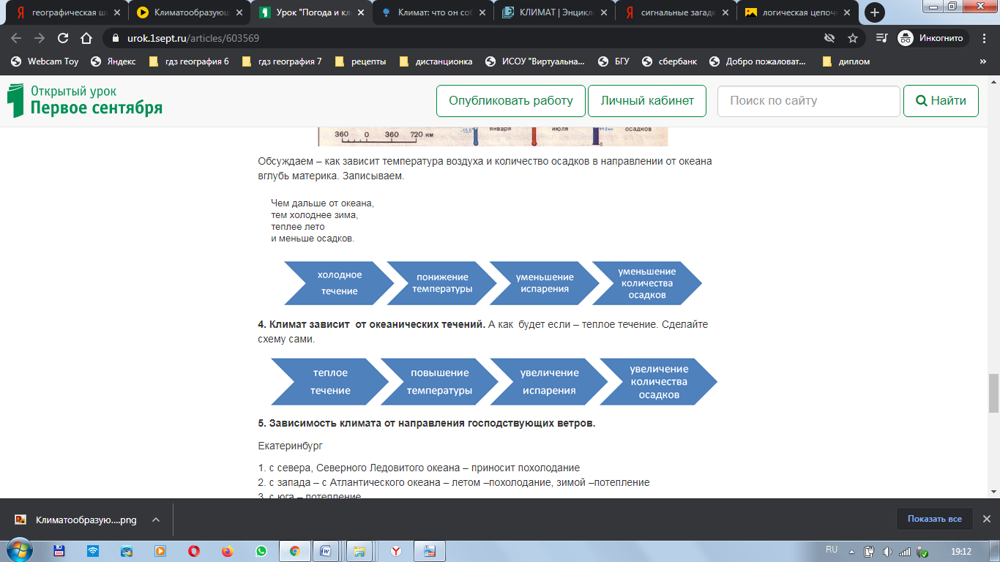 географическая ш
Климатообразующ
Урок "Погода и кл
Климат: что он соб
КЛИМАТ | Энцикл
сигнальные загадк
логическая цепоч
urok.1sept.ru/articles/603569
Инкогнито
Webcam Toy
Яндекс
гдз география 6
гдз география 7
рецепты
дистанционка
ИСОУ "Виртуальна...
БГУ
сбербанк
Добро пожаловат...
диплом
»
Открытый урок
Первое сентября
Опубликовать работу
Личный кабинет
Поиск по сайту
Найти
января
июля
осадков
360 0 360 720 км
-15,6°
0
Обсуждаем – как зависит температура воздуха и количество осадков в направлении от океана
вглубь материка. Записываем.
Чем дальше от океана,
тем холоднее зима,
теплее лето
и меньше осадков.
холодное
течение
понижение
температуры
уменьшение
испарения
уменьшение
количества
осадков
4. Климат зависит от океанических течений. А как будет если – теплое течение. Сделайте
схему сами.
теплое
течение
повышение
температуры
увеличение
испарения
увеличение
количества
осадков
5. Зависимость климата от направления господствующих ветров.
Екатеринбург
1. с севера, Северного Ледовитого океана – приносит похолодание
2. с запада – с Атлантического океана – летом –похолодание, зимой –потепление
3. с юга – потепление
Климатообразую....png
Показать все
RU
19:12